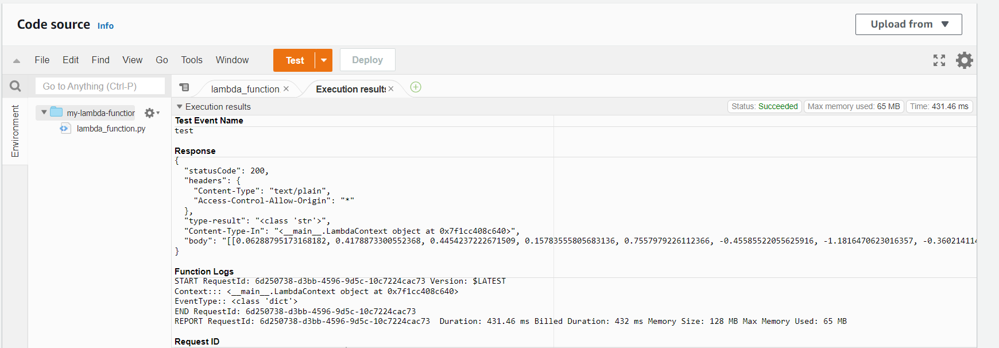 Code source Info
Upload from
File Edit Find View Go Tools Window Test Deploy
Go to Anything (Ctrl-P)
lambda_function. Execution results
Environment
my-lambda-function
lambda_function.py
Execution results
Status: Succeeded Max memory used: 65 MB Time: 431.46 ms
Test Event Name
test
Response
{
"statusCode": 200,
"headers": {
"Content-Type": "text/plain",
"Access-Control-Allow-Origin": "*"
},
"type-result": "<class 'str'>",
"Content-Type-In": "<__main__.LambdaContext object at 0x7f1cc408c640>",
"body": "[[0.06288795173168182, 0.4178873300552368, 0.4454237222671509, 0.15783555805683136, 0.7557979226112366, -0.45585522055625916, -1.1816470623016357, -0.360214114
}
Function Logs
START RequestId: 6d250738-d3bb-4596-9d5c-10c7224cac73 Version: $LATEST
Context::: <__main__.LambdaContext object at 0x7f1cc408c640>
EventType:: <class 'dict'>
END RequestId: 6d250738-d3bb-4596-9d5c-10c7224cac73
REPORT RequestId: 6d250738-d3bb-4596-9d5c-10c7224cac73 Duration: 431.46 ms Billed Duration: 432 ms Memory Size: 128 MB Max Memory Used: 65 MB
Request ID